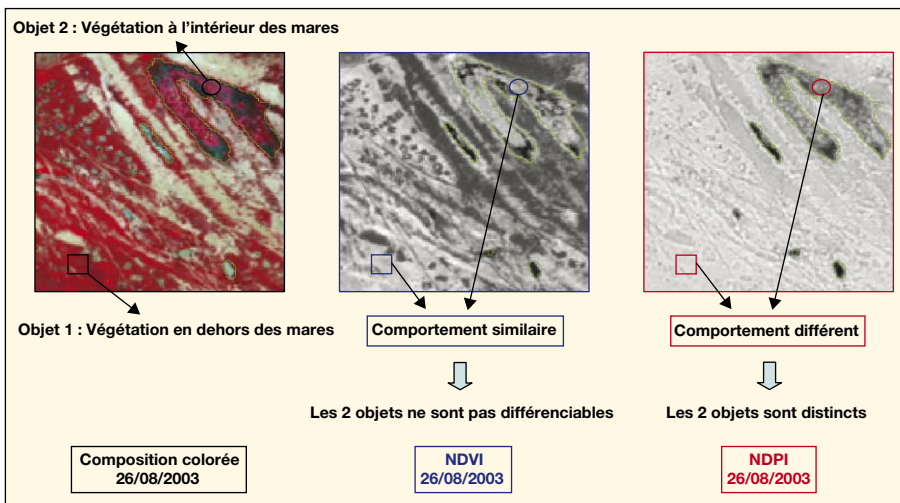 Objet 2 : Végétation à l'intérieur des mares
Objet 1 : Végétation en dehors des mares
Comportement similaire
Comportement différent
Les 2 objets ne sont pas différenciables
Les 2 objets sont distincts
Composition colorée
26/08/2003
NDVI
26/08/2003
NDPI
26/08/2003